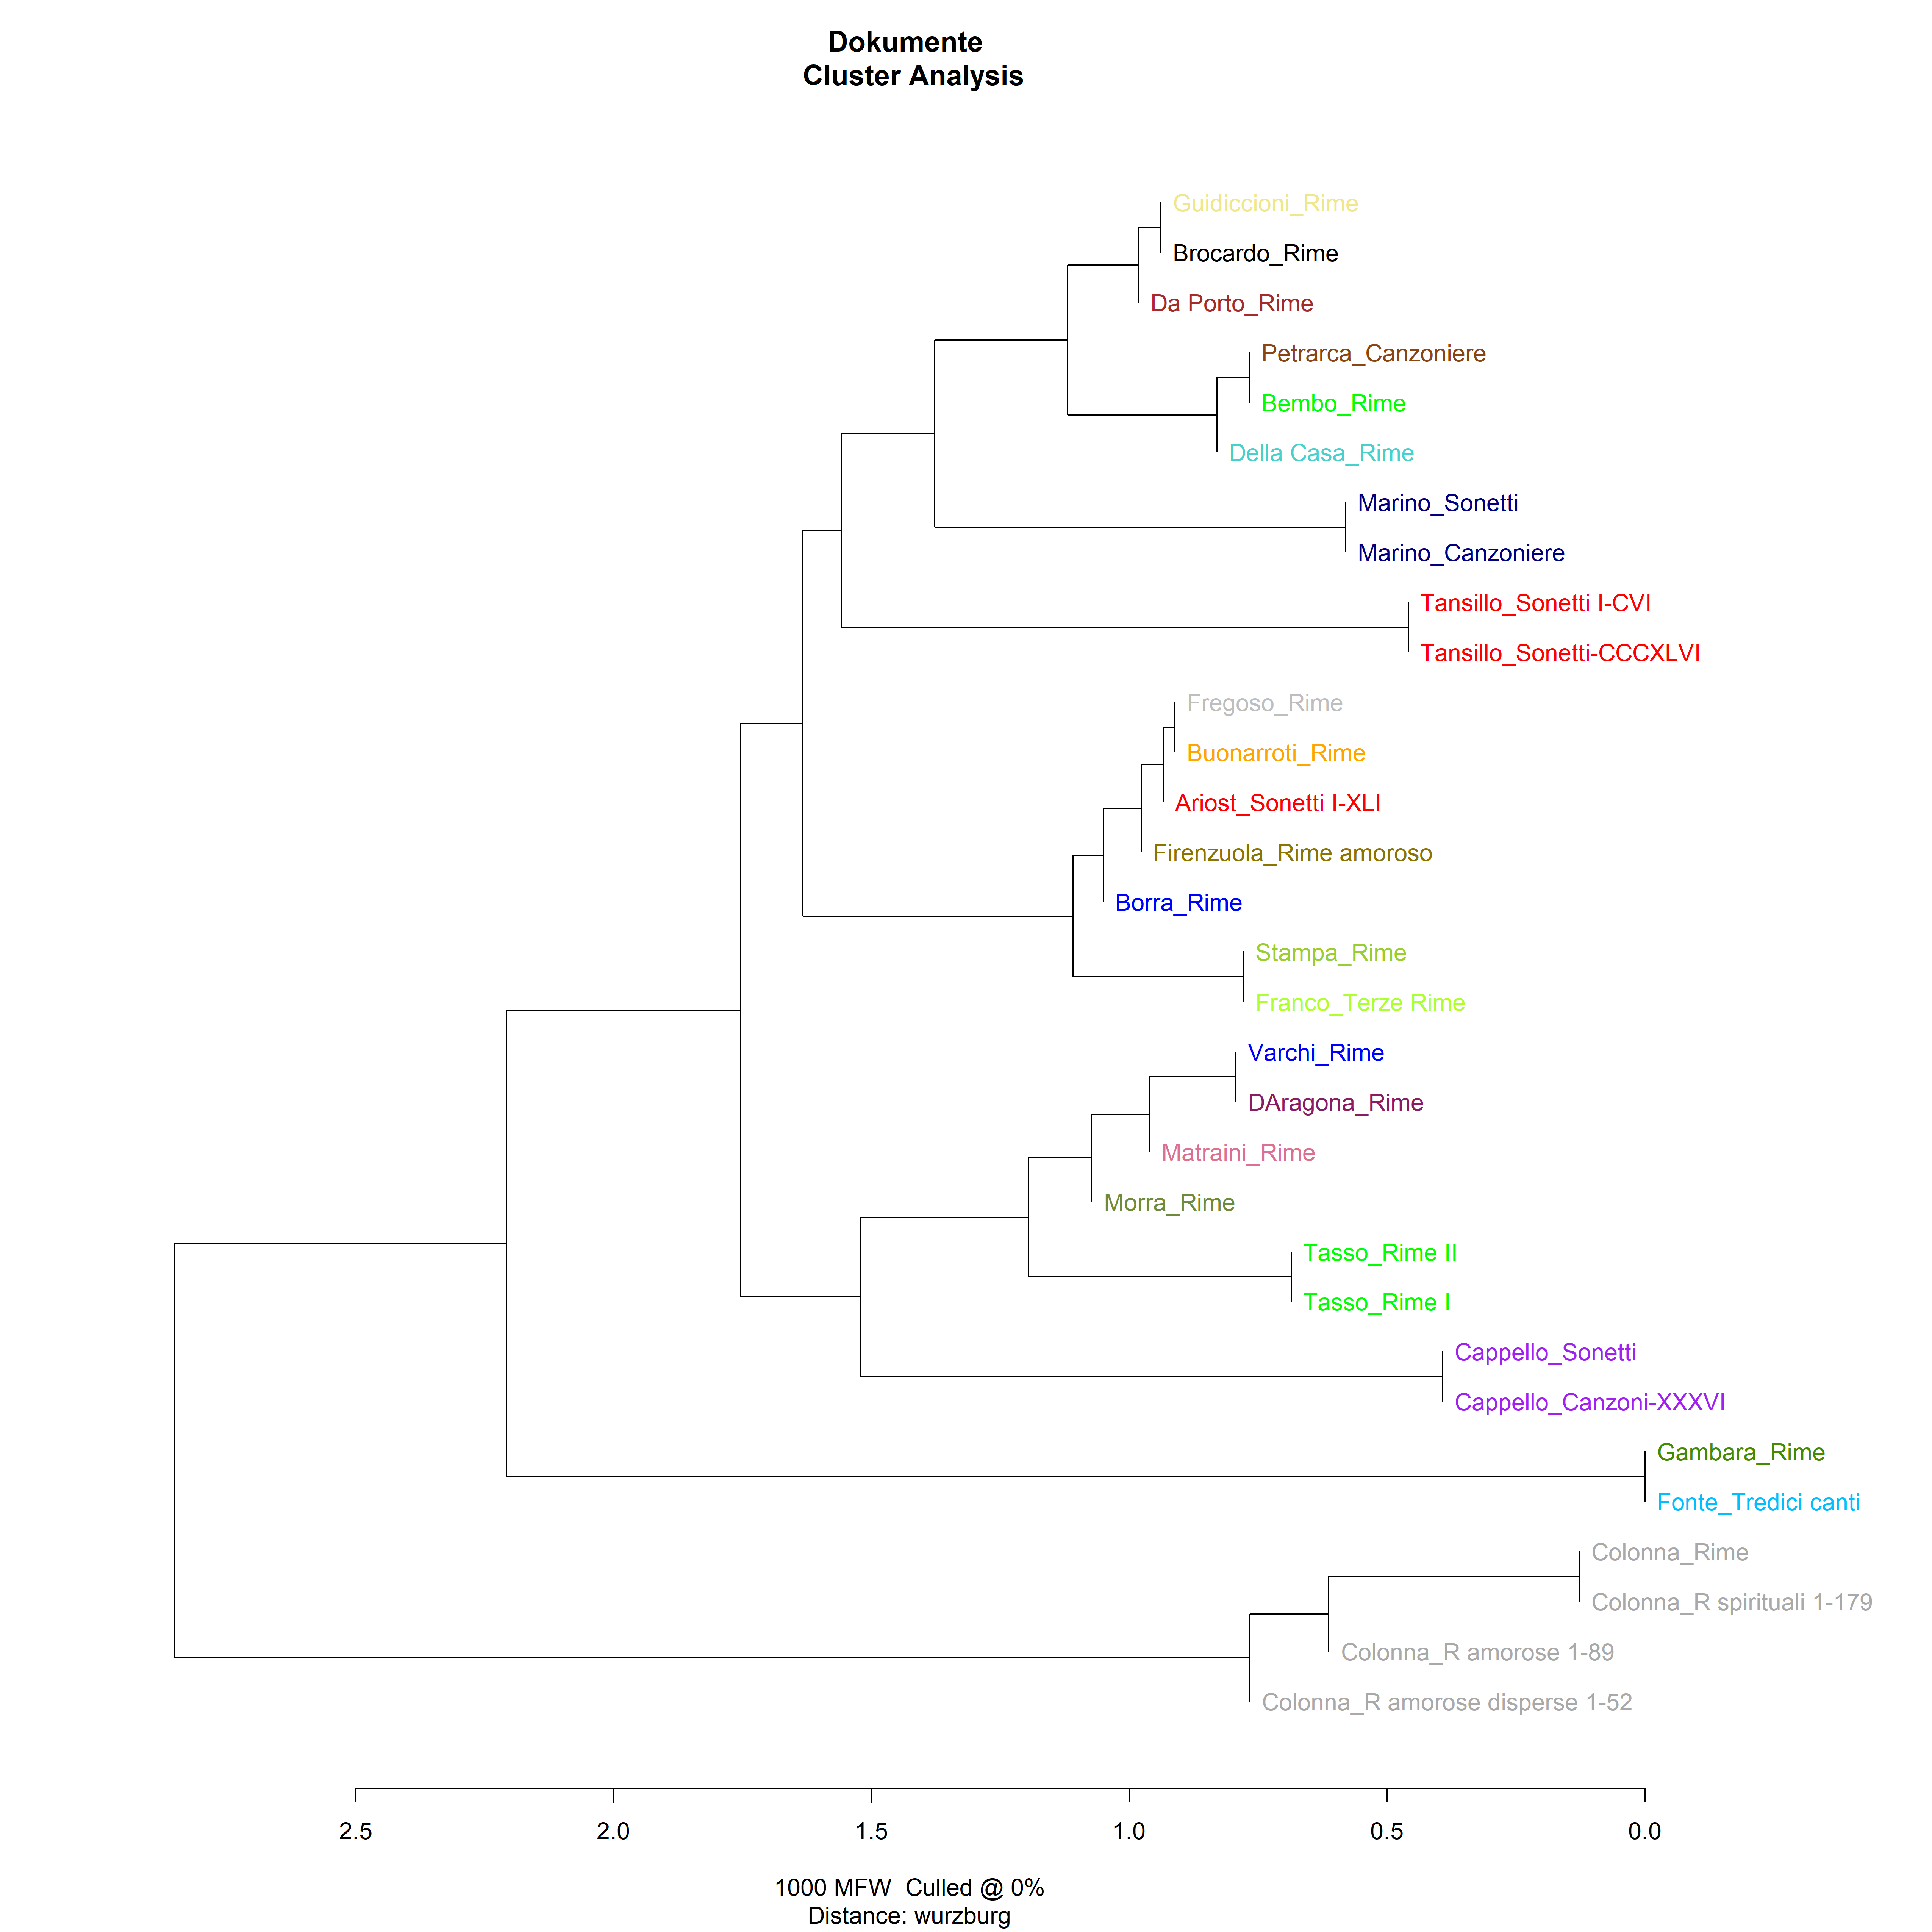 Dokumente
Cluster Analysis
Guidiccioni_Rime
Brocardo_Rime
Da Porto_Rime
Petrarca_Canzoniere
Bembo_Rime
Della Casa_Rime
Marino_Sonetti
Marino_Canzoniere
Tansillo_Sonetti I-CVI
Tansillo_Sonetti-CCCXLVI
Fregoso_Rime
Buonarroti_Rime
Ariost_Sonetti I-XLI
Firenzuola_Rime amoroso
Borra_Rime
Stampa_Rime
Franco_Terze Rime
Varchi_Rime
DAragona_Rime
Matraini_Rime
Morra_Rime
Tasso_Rime II
Tasso_Rime I
Cappello_Sonetti
Cappello_Canzoni-XXXVI
Gambara_Rime
Fonte_Tredici canti
Colonna_Rime
Colonna_R spirituali 1-179
Colonna_R amorose 1-89
Colonna_R amorose disperse 1-52
2.5 2.0 1.5 1.0 0.5 0.0
1000 MFW  Culled @ 0%
Distance: wurzburg